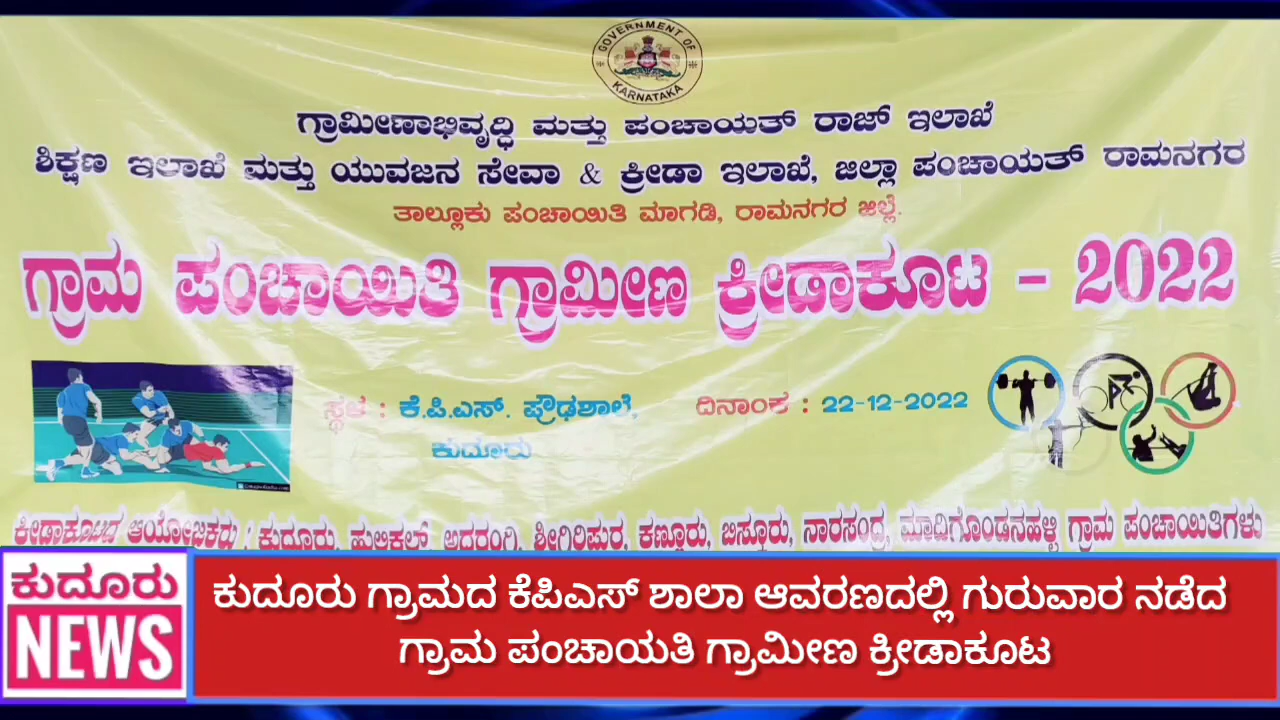 GOVERNMENT OF KARNATAKA
ಗ್ರಾಮೀಣಾಭಿವೃದ್ಧಿ ಮತ್ತು ಪಂಚಾಯತ್ ರಾಜ್ ಇಲಾಖೆ
ಶಿಕ್ಷಣ ಇಲಾಖೆ ಮತ್ತು ಯುವಜನ ಸೇವಾ & ಕ್ರೀಡಾ ಇಲಾಖೆ, ಜಿಲ್ಲಾ ಪಂಚಾಯತ್ ರಾಮನಗರ
ತಾಲ್ಲೂಕು ಪಂಚಾಯಿತಿ ಮಾಗಡಿ, ರಾಮನಗರ ಜಿಲ್ಲೆ.
ಗ್ರಾಮ ಪಂಚಾಯಿತಿ ಗ್ರಾಮೀಣ ಕ್ರೀಡಾಕೂಟ - 2022
ಸ್ಥಳ : ಕೆ.ಪಿ.ಎಸ್. ಪ್ರೌಢಶಾಲೆ,
ಕುದೂರು
ದಿನಾಂಕ : 22-12-2022
ಕ್ರೀಡಾಕೂಟದ ಆಯೋಜಕರು : ಕುದೂರು, ಹುಲಿಕಲ್, ಅದರಂಗಿ, ಶ್ರೀಗಿರಿಪುರ, ಕಣ್ಣೂರು, ಬಿಸ್ಕೂರು, ನಾರಸಂದ್ರ, ಮಾದಿಗೊಂಡನಹಳ್ಳಿ ಗ್ರಾಮ ಪಂಚಾಯಿತಿಗಳು
ಕುದೂರು
NEWS
ಕುದೂರು ಗ್ರಾಮದ ಕೆಪಿಎಸ್ ಶಾಲಾ ಆವರಣದಲ್ಲಿ ಗುರುವಾರ ನಡೆದ
ಗ್ರಾಮ ಪಂಚಾಯತಿ ಗ್ರಾಮೀಣ ಕ್ರೀಡಾಕೂಟ